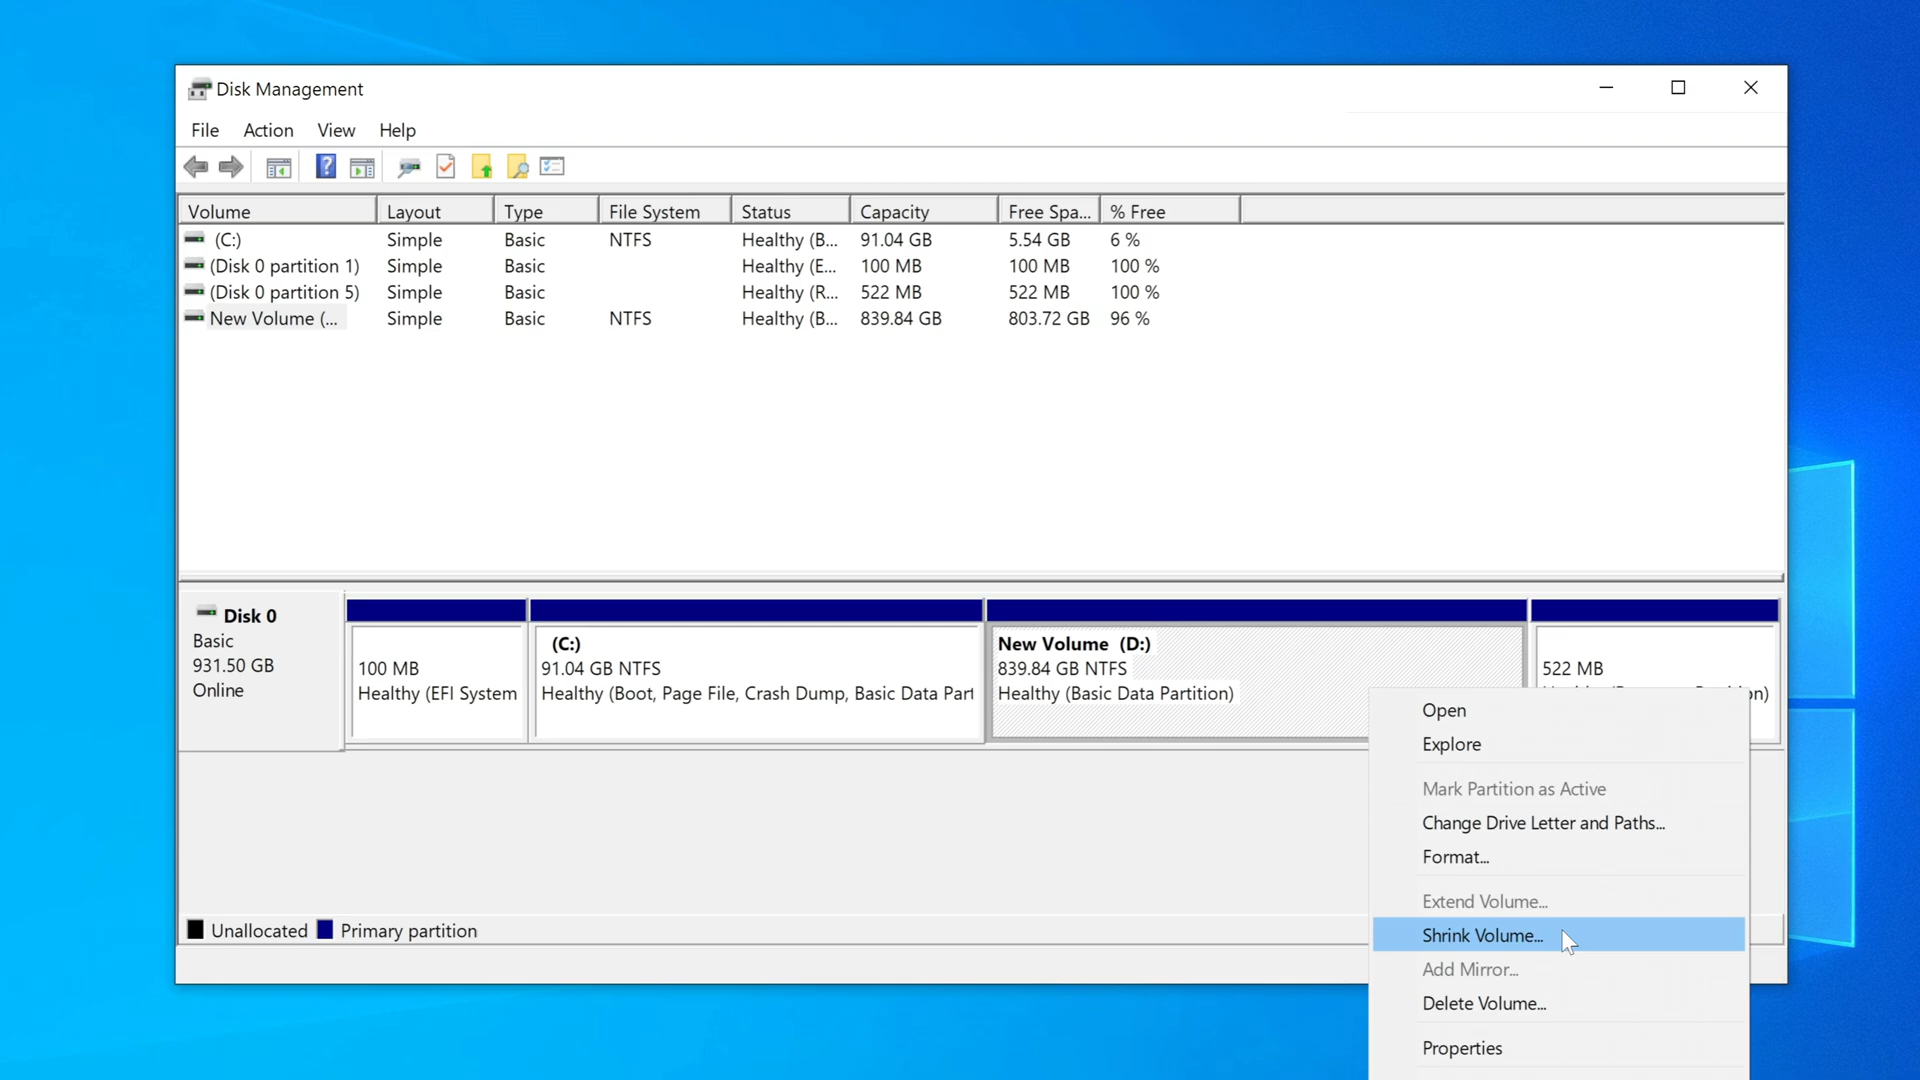 Disk Management
File Action View Help
Volume Layout Type File System Status Capacity Free Spa... % Free
(C:) Simple Basic NTFS Healthy (B... 91.04 GB 5.54 GB 6 %
(Disk 0 partition 1) Simple Basic Healthy (E... 100 MB 100 MB 100 %
(Disk 0 partition 5) Simple Basic Healthy (R... 522 MB 522 MB 100 %
New Volume (... Simple Basic NTFS Healthy (B... 839.84 GB 803.72 GB 96 %
Disk 0
Basic
931.50 GB
Online
100 MB
Healthy (EFI System
(C:)
91.04 GB NTFS
Healthy (Boot, Page File, Crash Dump, Basic Data Part
New Volume (D:)
839.84 GB NTFS
Healthy (Basic Data Partition)
522 MB
Open
Explore
Mark Partition as Active
Change Drive Letter and Paths...
Format...
Extend Volume...
Shrink Volume...
Add Mirror...
Delete Volume...
Properties
Unallocated Primary partition